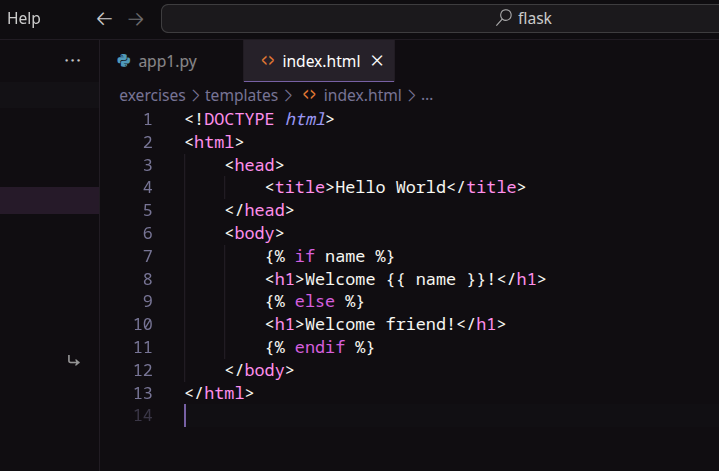 Help ← → flask
... app1.py <> index.html ×
exercises > templates > <> index.html > ...
1 <!DOCTYPE html>
2 <html>
3     <head>
4         <title>Hello World</title>
5     </head>
6     <body>
7         {% if name %}
8         <h1>Welcome {{ name }}!</h1>
9         {% else %}
10         <h1>Welcome friend!</h1>
11         {% endif %}
12     </body>
13 </html>
14